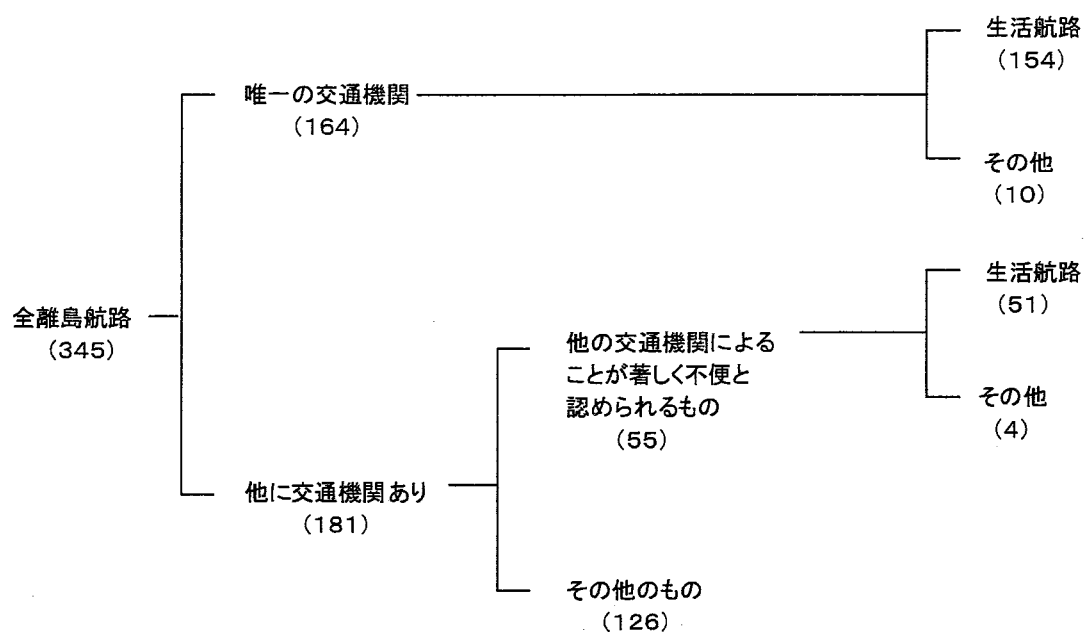 生活航路
(154)
唯一の交通機関
(164)
その他
(10)
生活航路
(51)
全離島航路
(345)
他の交通機関による
ことが著しく不便と
認められるもの
(55)
その他
(4)
他に交通機関あり
(181)
その他のもの
(126)